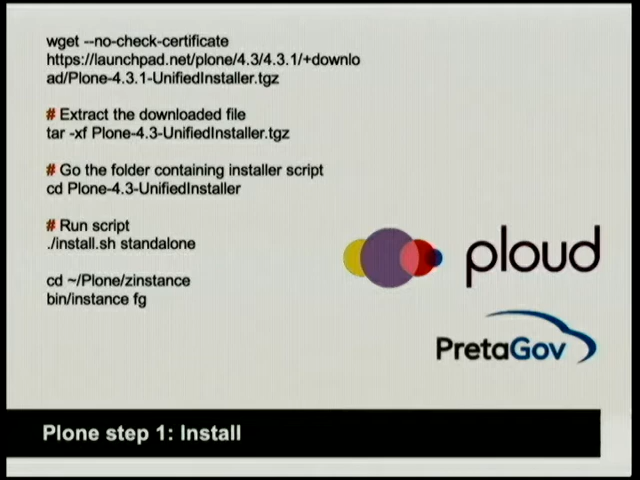 wget --no-check-certificate
https://launchpad.net/plone/4.3/4.3.1/+downlo
ad/Plone-4.3.1-UnifiedInstaller.tgz
# Extract the downloaded file
tar -xf Plone-4.3-UnifiedInstaller.tgz
# Go the folder containing installer script
cd Plone-4.3-UnifiedInstaller
# Run script
./install.sh standalone
cd ~/Plone/zinstance
bin/instance fg
ploud
PretaGov
Plone step 1: Install